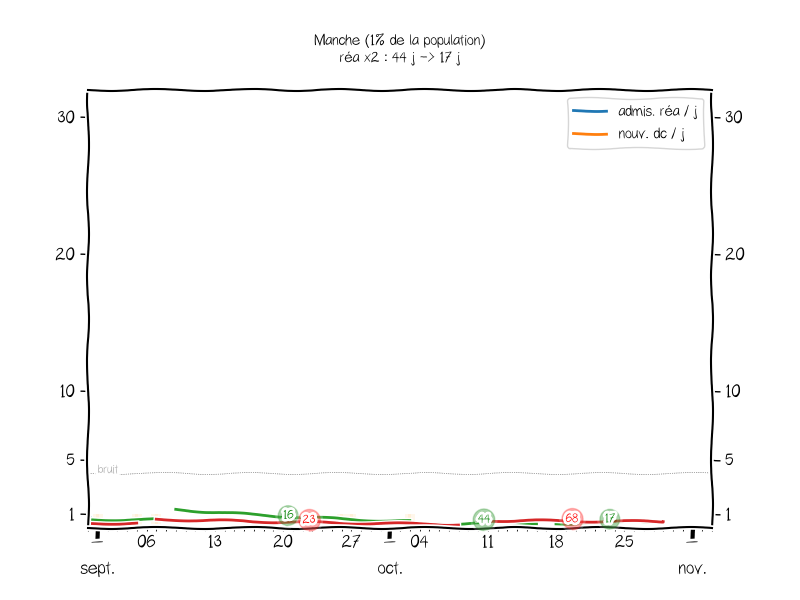 Manche (1% de la population)
réa x2 : 44 j -> 17 j
admis. réa / j
nouv. dc / j
30
30
20
20
10
10
5
5
bruit
1
1
16
23
44
68
17
06
13
20
27
04
11
18
25
sept.
oct.
nov.